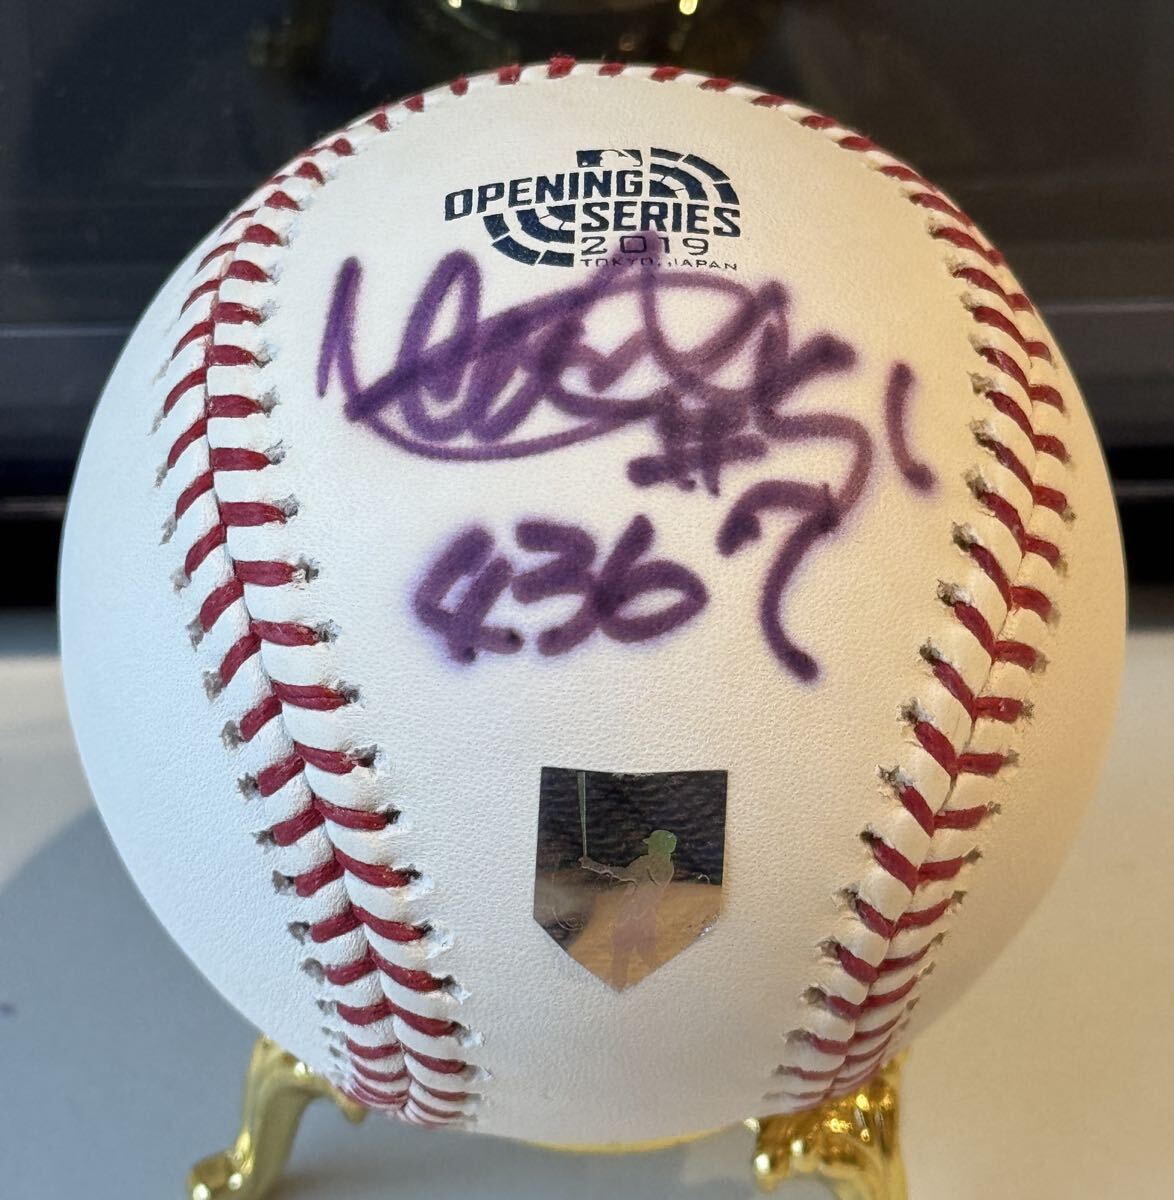 OPENING
SERIES
2019
TOKYO, JAPAN
#51
4367